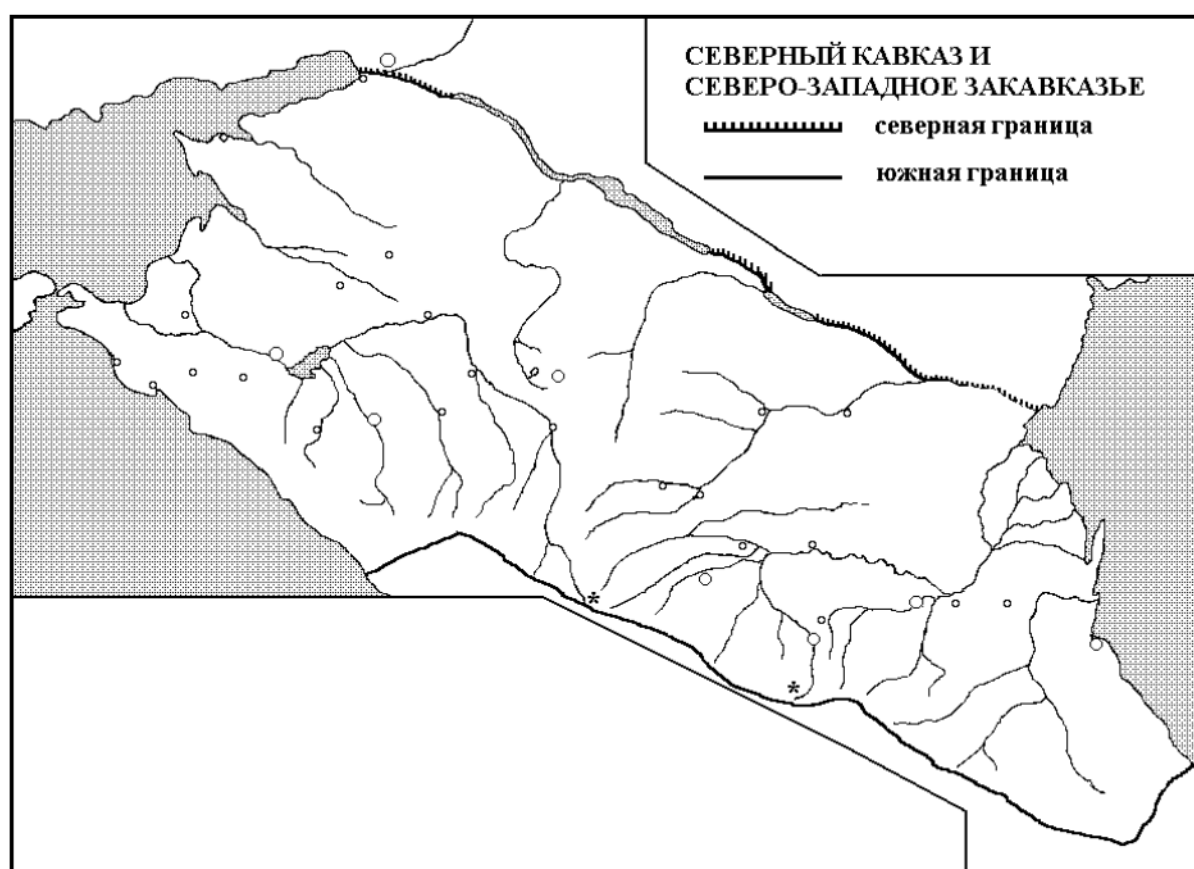 СЕВЕРНЫЙ КАВКАЗ И
СЕВЕРО-ЗАПАДНОЕ ЗАКАВКАЗЬЕ
северная граница
южная граница
*
*